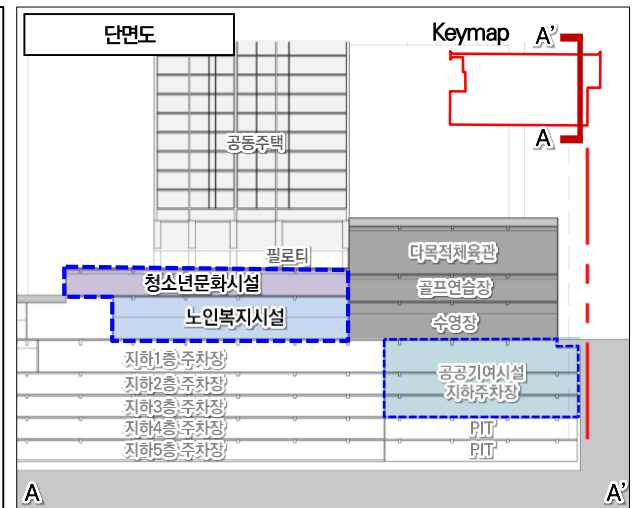 단면도
Keymap
A'
A
공동주택
필로티
다목적체육관
청소년문화시설
골프연습장
노인복지시설
수영장
지하1층 주차장
공공기여시설
지하주차장
지하2층 주차장
지하3층 주차장
지하4층 주차장
PIT
지하5층 주차장
PIT
A
A'